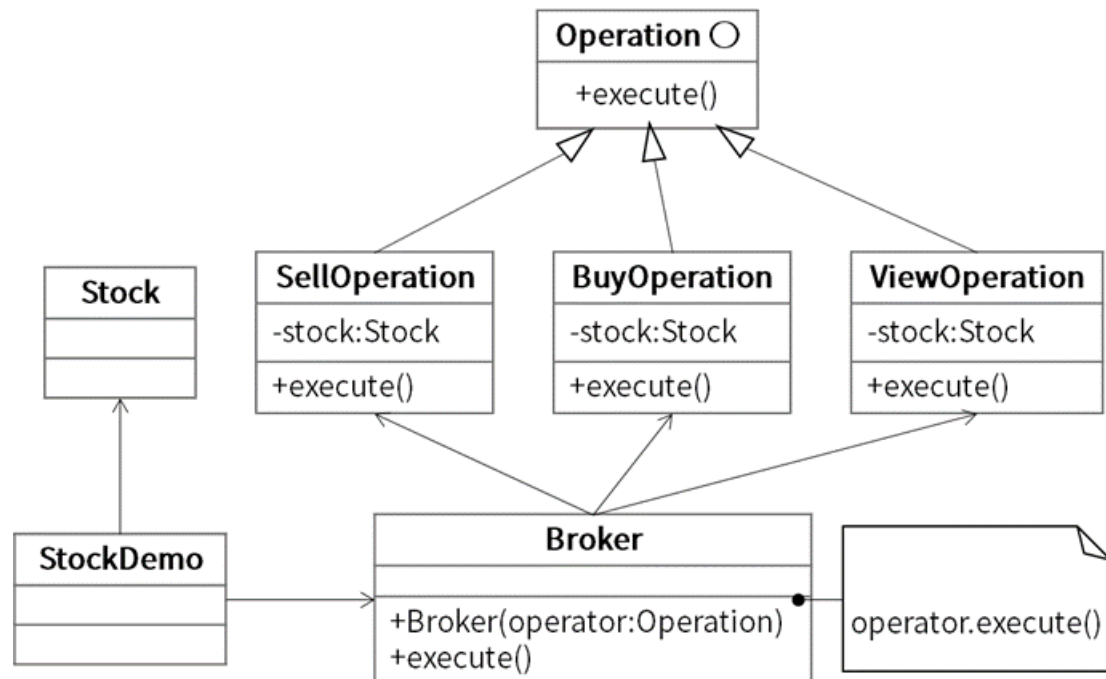 Operation
+execute()
SellOperation
-stock:Stock
+execute()
BuyOperation
-stock:Stock
+execute()
ViewOperation
-stock:Stock
+execute()
Stock
StockDemo
Broker
+Broker(operator:Operation)
+execute()
operator.execute()